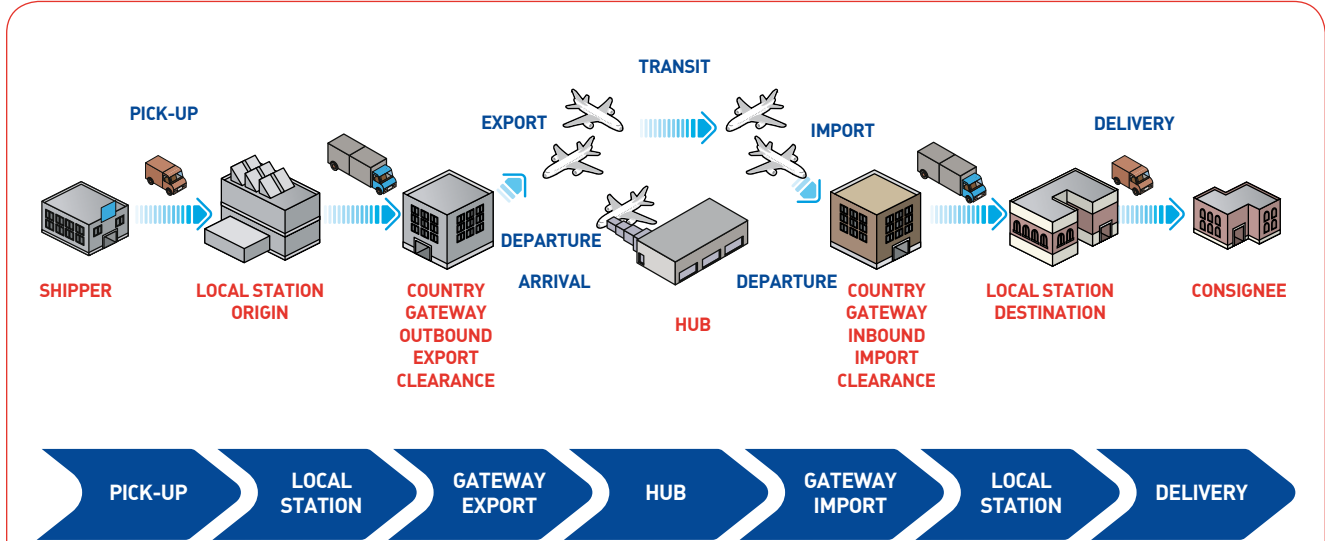 TRANSIT
PICK-UP
EXPORT
IMPORT
DELIVERY
DEPARTURE
ARRIVAL
DEPARTURE
SHIPPER
LOCAL STATION
ORIGIN
COUNTRY
GATEWAY
OUTBOUND
EXPORT
CLEARANCE
HUB
COUNTRY
GATEWAY
INBOUND
IMPORT
CLEARANCE
LOCAL STATION
DESTINATION
CONSIGNEE
PICK-UP
LOCAL
STATION
GATEWAY
EXPORT
HUB
GATEWAY
IMPORT
LOCAL
STATION
DELIVERY